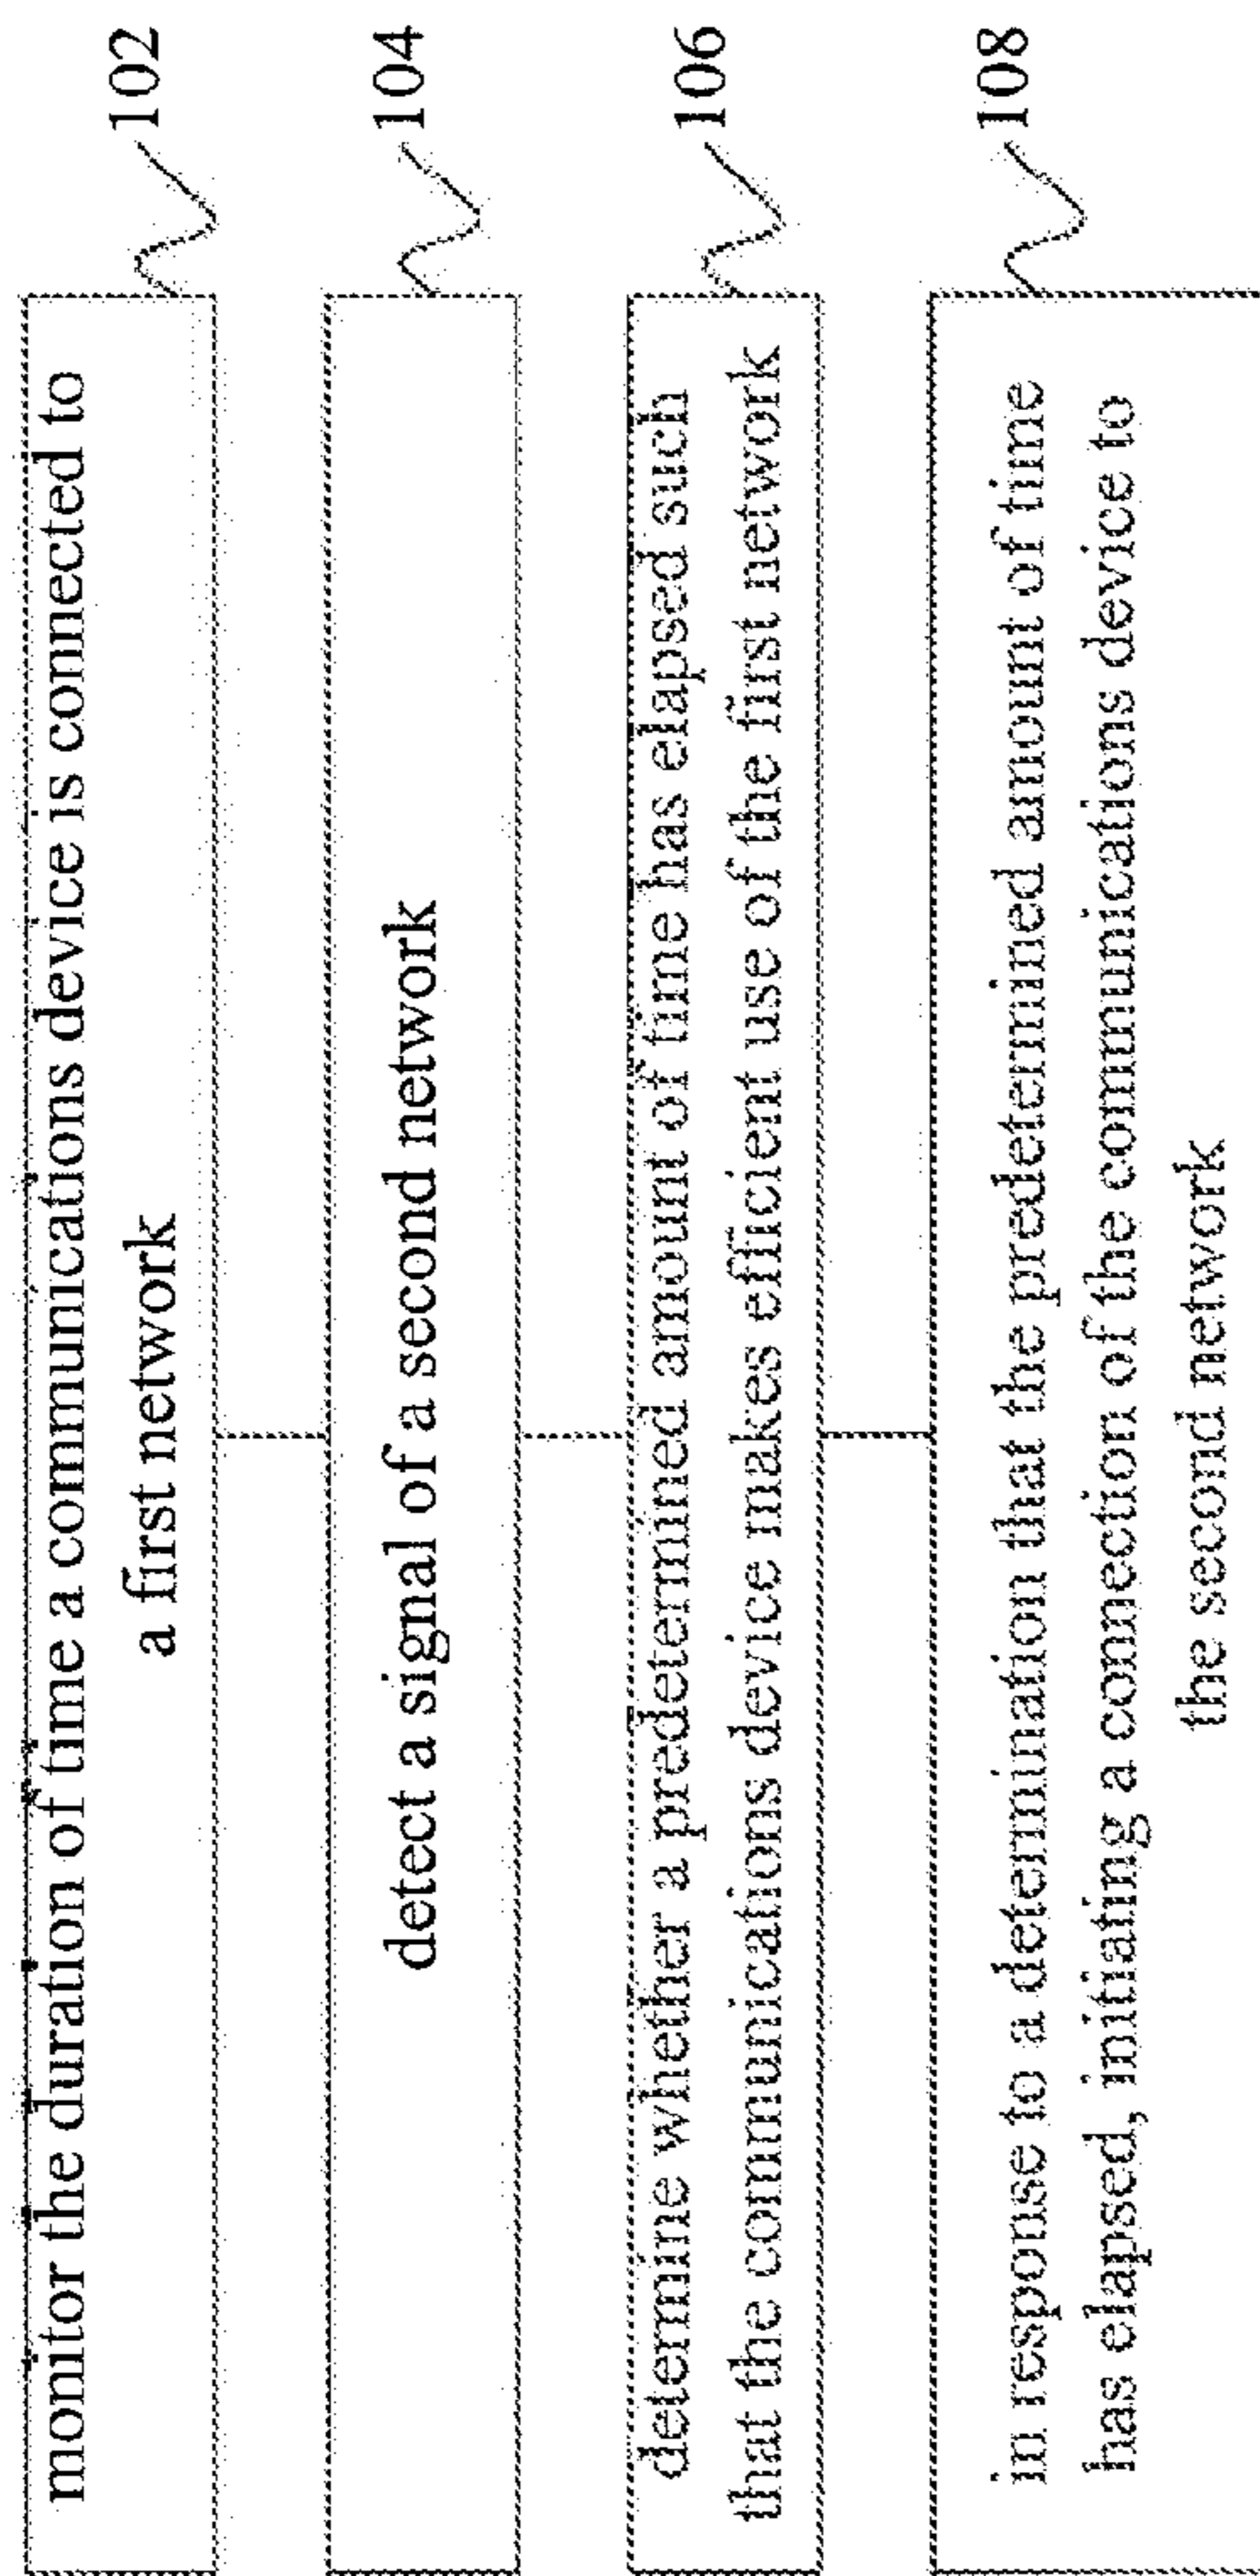 monitor the duration of time a communications device is connected to
a first network
102
detect a signal of a second network
104
determine whether a predetermined amount of time has elapsed such
that the communications device makes efficient use of the first network
106
in response to a determination that the predetermined amount of time
has elapsed, initiating a connection of the communications device to
the second network
108